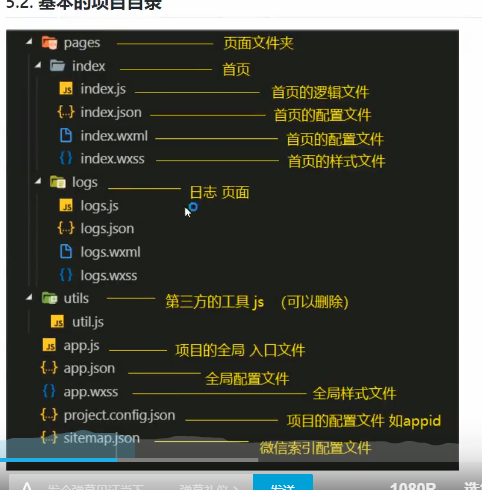 5.2. 基本的项目目录
pages 页面文件夹
index 首页
index.js 首页的逻辑文件
index.json 首页的配置文件
index.wxml 首页的配置文件
index.wxss 首页的样式文件
logs 日志 页面
logs.js
logs.json
logs.wxml
logs.wxss
utils 第三方的工具 js (可以删除)
util.js
app.js 项目的全局 入口文件
app.json 全局配置文件
app.wxss 全局样式文件
project.config.json 项目的配置文件 如appid
sitemap.json 微信索引配置文件
发送 1080P 选